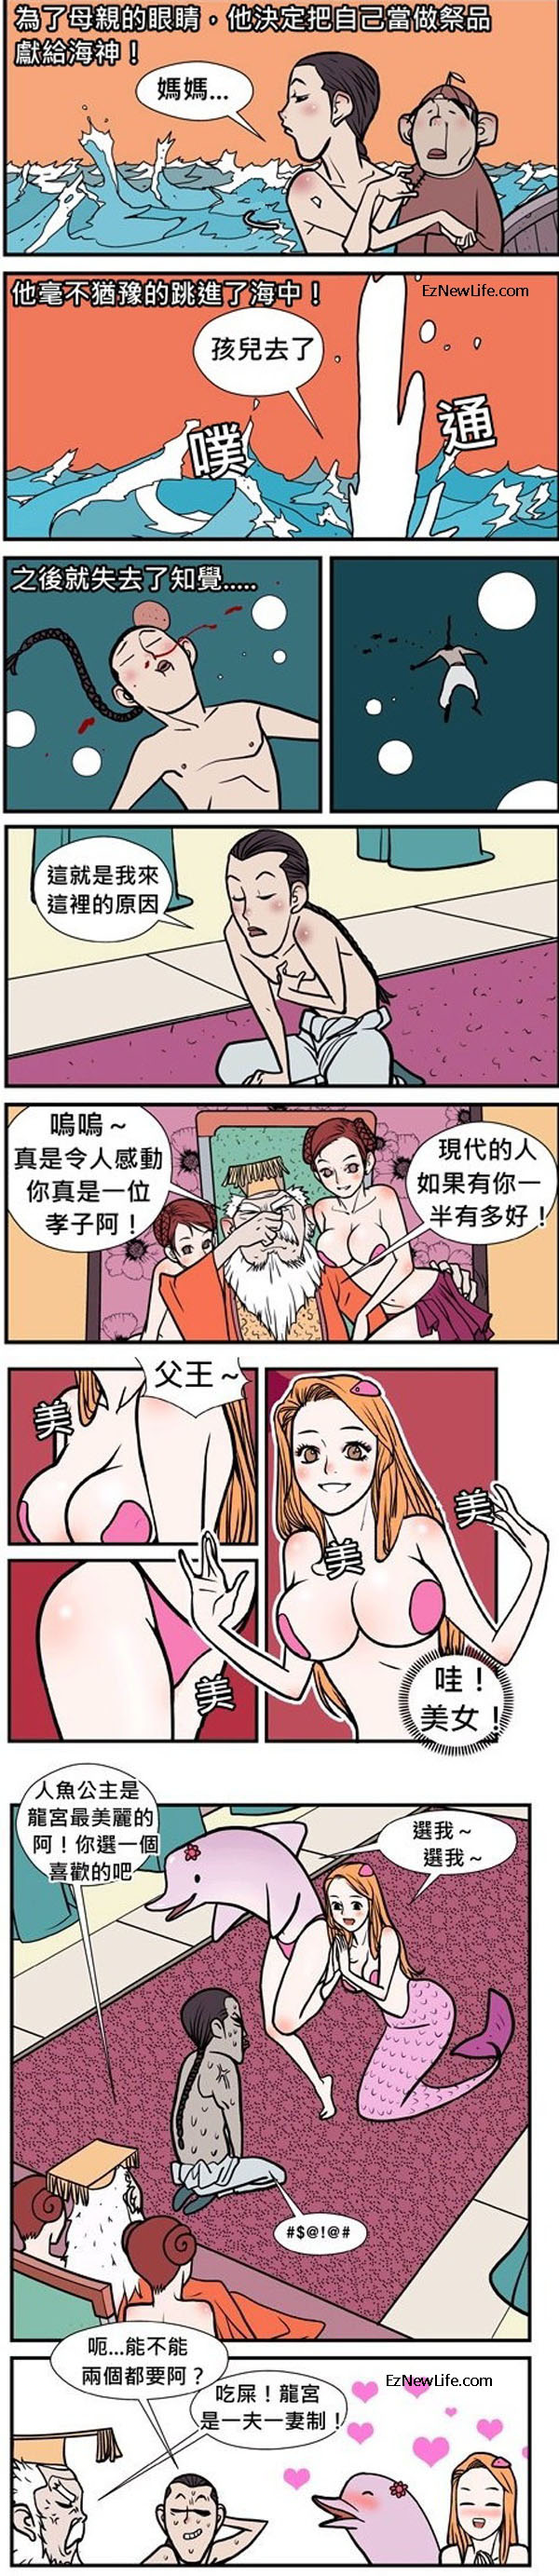 為了母親的眼睛，他決定把自己當做祭品
獻給海神！
媽媽...
他毫不猶豫的跳進了海中！
EzNewLife.com
孩兒去了
噗
通
之後就失去了知覺.....
這就是我來
這裡的原因
嗚嗚~
真是令人感動
你真是一位
孝子阿！
現代的人
如果有你一
半有多好！
父王~
美
美
美
美
哇！
美女！
人魚公主是
龍宮最美麗的
阿！你選一個
喜歡的吧
選我~
選我~
#$@!@#
呃...能不能
兩個都要阿？
吃屎！龍宮
是一夫一妻制！
EzNewLife.com